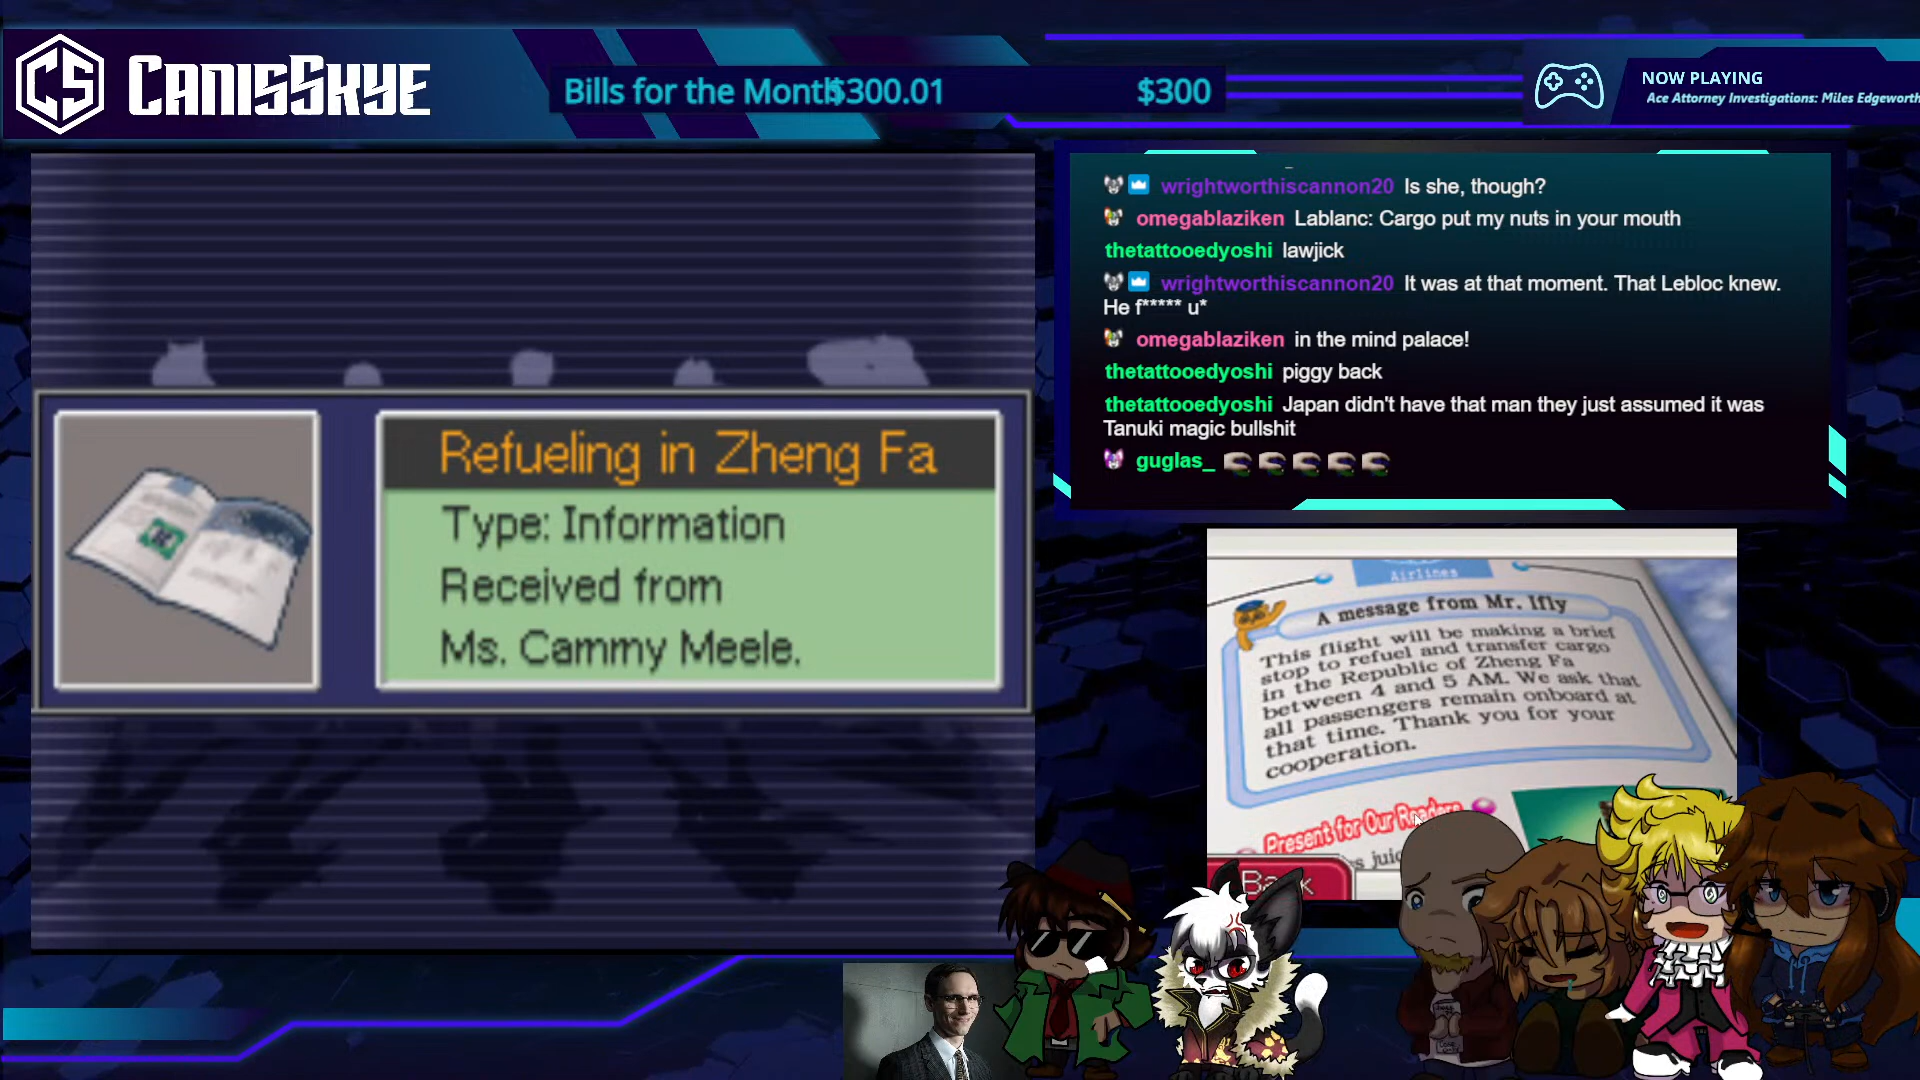 CS CANISSKYE
Bills for the Month $300.01 $300
NOW PLAYING
Ace Attorney Investigations: Miles Edgeworth
wrightworthiscannon20 Is she, though?
omegablaziken Lablanc: Cargo put my nuts in your mouth
thetattooedyoshi lawjick
wrightworthiscannon20 It was at that moment. That Lebloc knew.
He f***** u*
omegablaziken in the mind palace!
thetattooedyoshi piggy back
thetattooedyoshi Japan didn't have that man they just assumed it was
Tanuki magic bullshit
guglas_
Refueling in Zheng Fa
Type: Information
Received from
Ms. Cammy Meele.
Airlines
A message from Mr. Ifly
This flight will be making a brief
stop to refuel and transfer cargo
in the Republic of Zheng Fa
between 4 and 5 AM. We ask that
all passengers remain onboard at
that time. Thank you for your
cooperation.
Present for Our Readers
Back